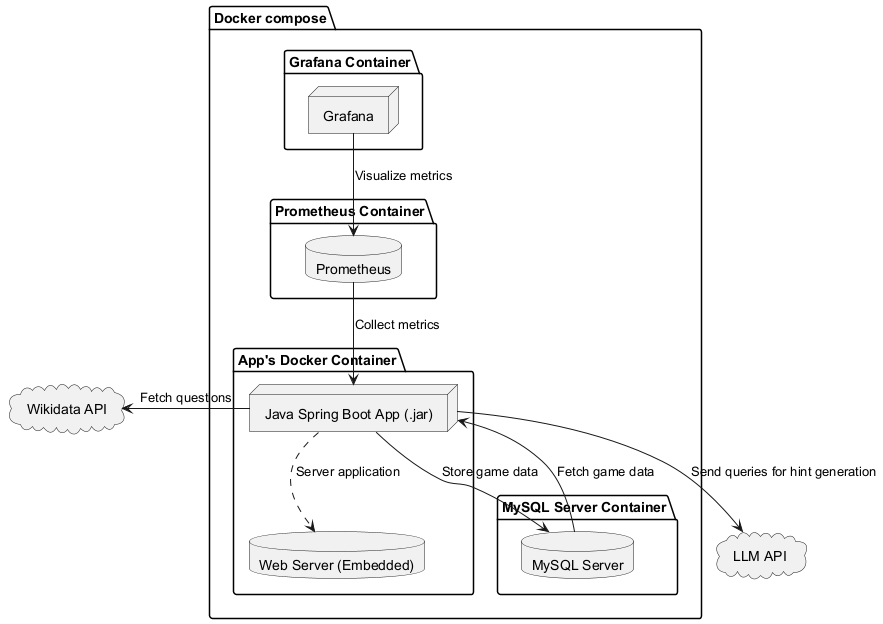 Docker compose
Grafana Container
Grafana
Visualize metrics
Prometheus Container
Prometheus
Collect metrics
App's Docker Container
Fetch questions
Wikidata API
Java Spring Boot App (.jar)
Server application
Store game data
Fetch game data
Send queries for hint generation
MySQL Server Container
Web Server (Embedded)
MySQL Server
LLM API